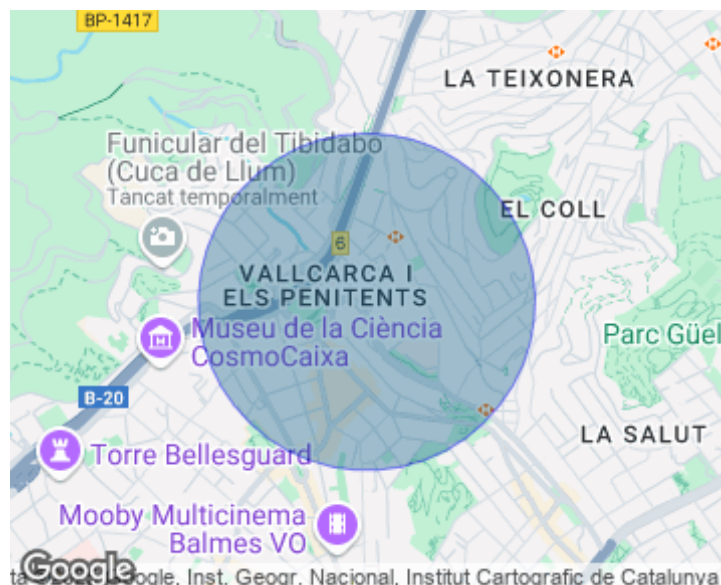 BP-1417
LA TEIXONERA
Funicular del Tibidabo
(Cuca de Llum)
Tancat temporalment
EL COLL
6
VALLCARCA I
ELS PENITENTS
Museu de la Ciència
CosmoCaixa
Parc Güel
B-20
LA SALUT
Torre Bellesguard
Mooby Multicinema
Balmes VO
Google
Google, Inst. Geogr. Nacional, Institut Cartogràfic de Catalunya